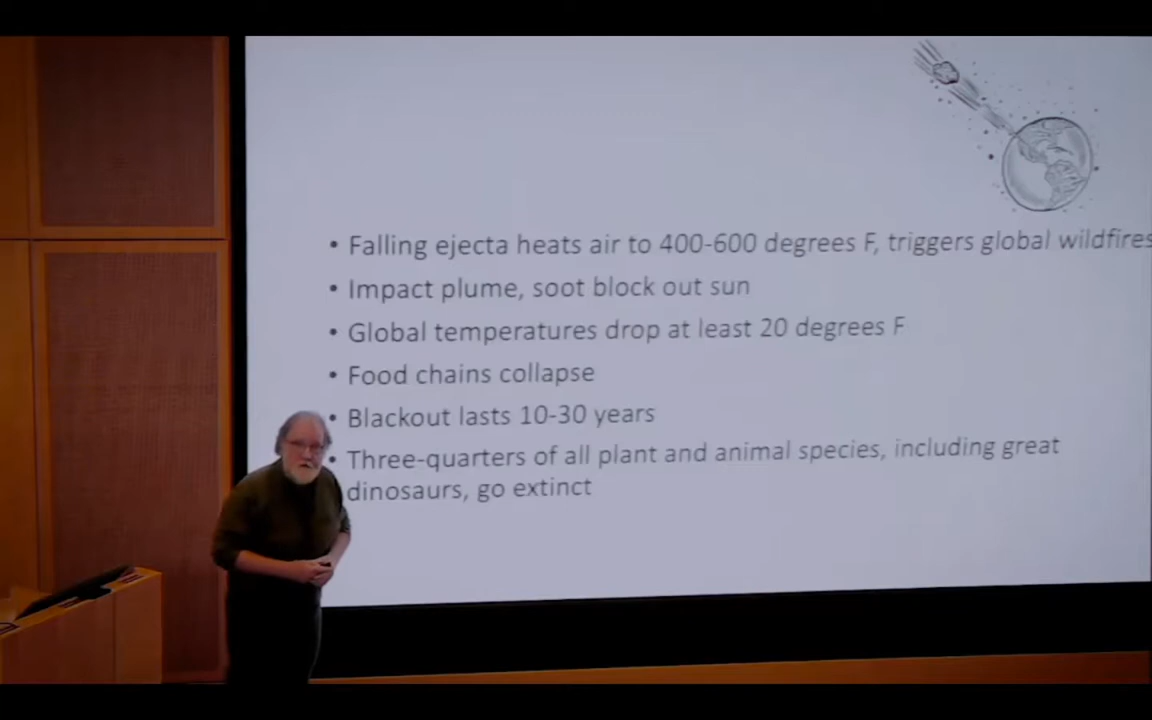 • Falling ejecta heats air to 400-600 degrees F, triggers global wildfires
• Impact plume, soot block out sun
• Global temperatures drop at least 20 degrees F
• Food chains collapse
• Blackout lasts 10-30 years
• Three-quarters of all plant and animal species, including great
dinosaurs, go extinct